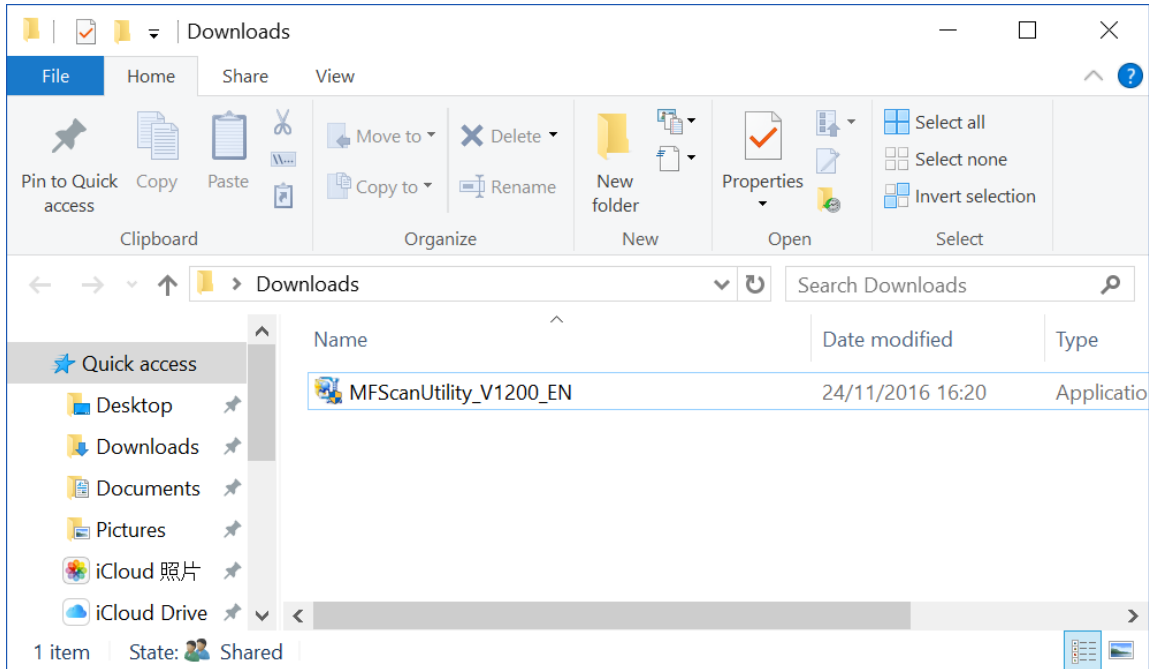 Downloads
File Home Share View
Pin to Quick access
Copy
Paste
Clipboard
Move to
Copy to
Delete
Rename
Organize
New folder
New
Properties
Open
Select all
Select none
Invert selection
Select
Downloads
Search Downloads
Name Date modified Type
MFScanUtility_V1200_EN 24/11/2016 16:20 Applicatio
Quick access
Desktop
Downloads
Documents
Pictures
iCloud 照片
iCloud Drive
1 item State: Shared